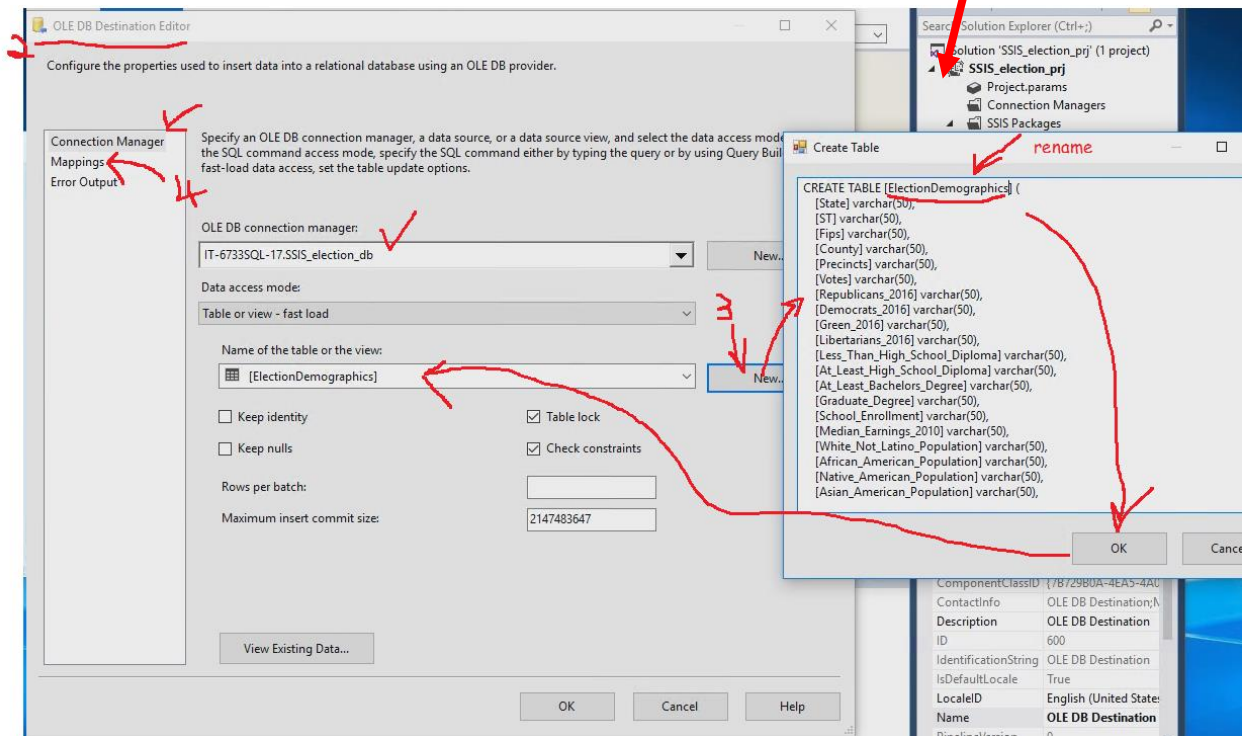 2
OLE DB Destination Editor
Configure the properties used to insert data into a relational database using an OLE DB provider.
Connection Manager
Mappings
Error Output
4
Specify an OLE DB connection manager, a data source, or a data source view, and select the data access mode
the SQL command access mode, specify the SQL command either by typing the query or by using Query Buil
fast-load data access, set the table update options.
OLE DB connection manager:
IT-6733SQL-17.SSIS_election_db
New..
Data access mode:
Table or view - fast load
3
Name of the table or the view:
[ElectionDemographics]
New..
Keep identity
Table lock
Keep nulls
Check constraints
Rows per batch:
Maximum insert commit size:
2147483647
View Existing Data...
OK
Cancel
Help
Search Solution Explorer (Ctrl+;)
Solution 'SSIS_election_prj' (1 project)
SSIS_election_prj
Project.params
Connection Managers
SSIS Packages
Create Table
rename
CREATE TABLE [ElectionDemographics] (
[State] varchar(50),
[ST] varchar(50),
[Fips] varchar(50),
[County] varchar(50),
[Precincts] varchar(50),
[Votes] varchar(50),
[Republicans_2016] varchar(50),
[Democrats_2016] varchar(50),
[Green_2016] varchar(50),
[Libertarians_2016] varchar(50),
[Less_Than_High_School_Diploma] varchar(50),
[At_Least_High_School_Diploma] varchar(50),
[At_Least_Bachelors_Degree] varchar(50),
[Graduate_Degree] varchar(50),
[School_Enrollment] varchar(50),
[Median_Earnings_2010] varchar(50),
[White_Not_Latino_Population] varchar(50),
[African_American_Population] varchar(50),
[Native_American_Population] varchar(50),
[Asian_American_Population] varchar(50),
OK
Cance
ComponentClassID {7B729B0A-4EA5-4A0
ContactInfo OLE DB Destination;
Description OLE DB Destination
ID 600
IdentificationString OLE DB Destination
IsDefaultLocale True
LocaleID English (United States
Name OLE DB Destination